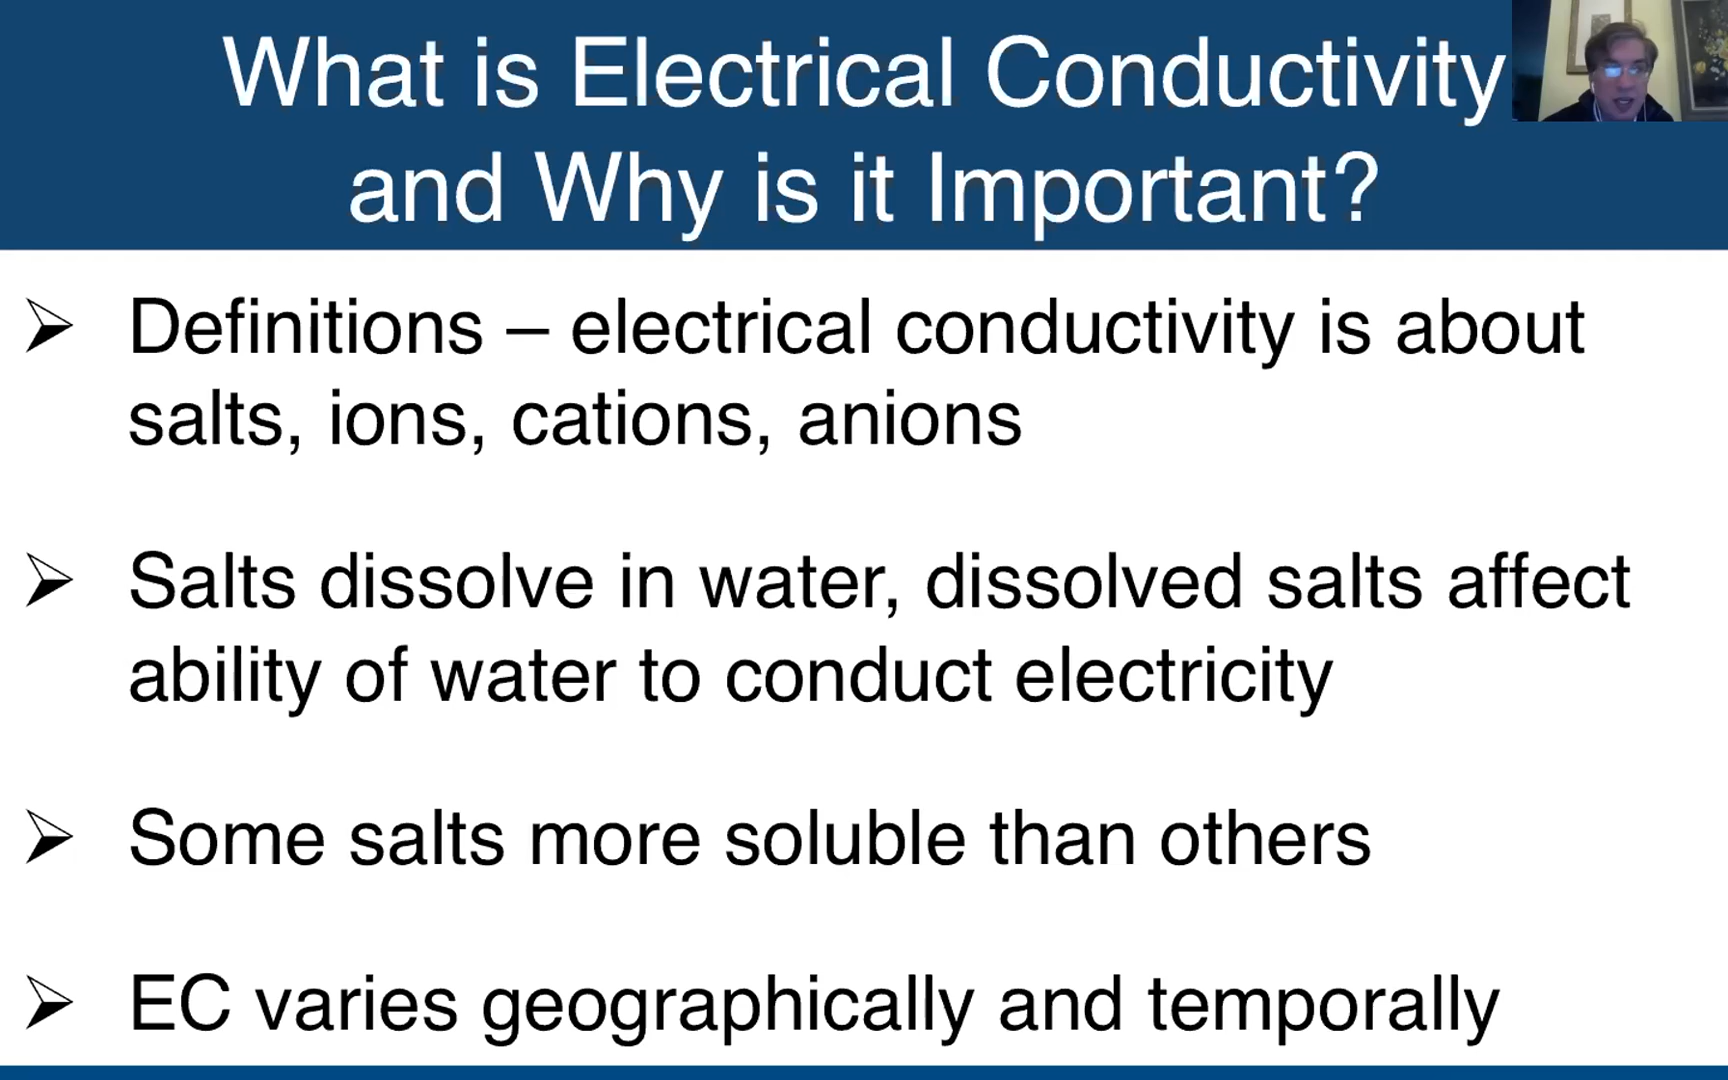 What is Electrical Conductivity
and Why is it Important?
➢ Definitions – electrical conductivity is about
salts, ions, cations, anions
➢ Salts dissolve in water, dissolved salts affect
ability of water to conduct electricity
➢ Some salts more soluble than others
➢ EC varies geographically and temporally